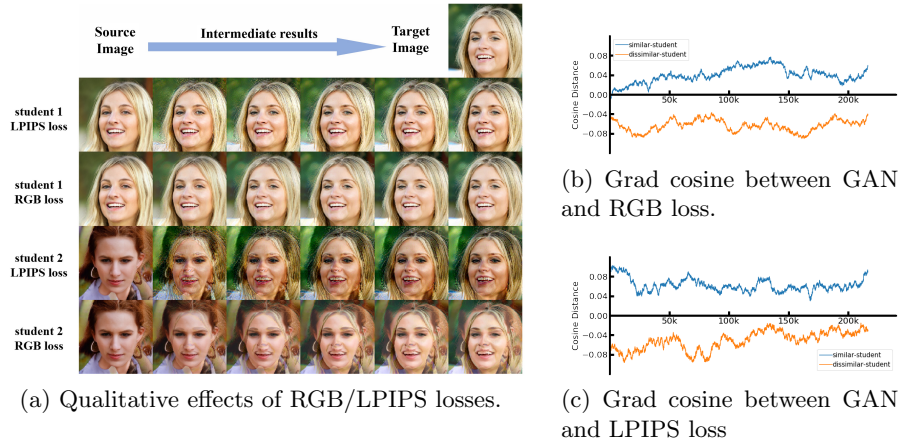 Source
Image
Intermediate results
Target
Image
student 1
LPIPS loss
student 1
RGB loss
student 2
LPIPS loss
student 2
RGB loss
(a) Qualitative effects of RGB/LPIPS losses.
similar-student
dissimilar-student
Cosine Distance
0.08
0.04
0.00
−0.04
−0.08
50k
100k
150k
200k
(b) Grad cosine between GAN
and RGB loss.
Cosine Distance
0.08
0.04
0.00
−0.04
−0.08
50k
100k
150k
200k
similar-student
dissimilar-student
(c) Grad cosine between GAN
and LPIPS loss